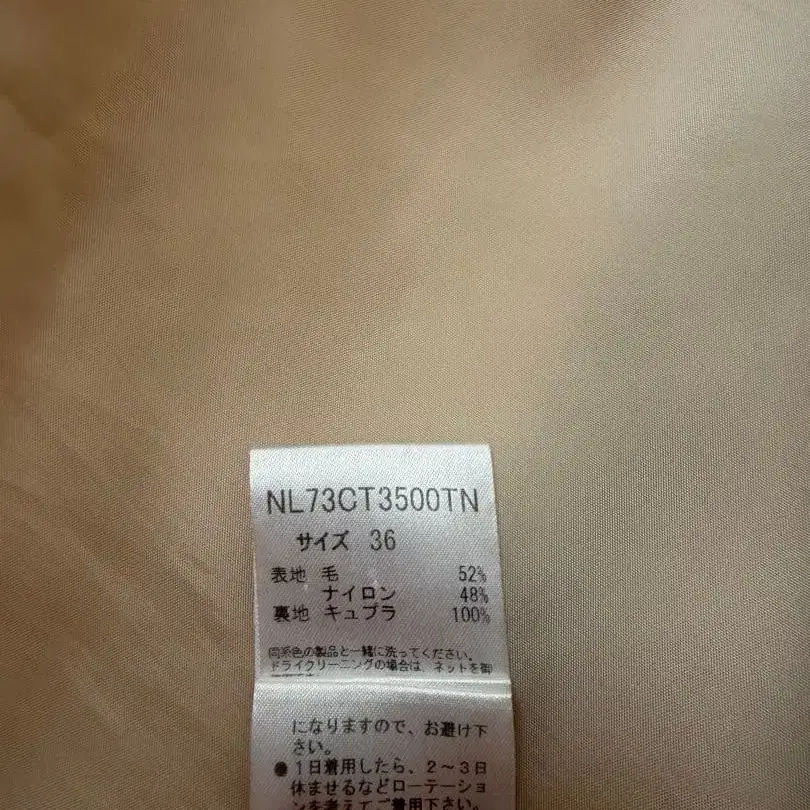 NL73CT3500TN
サイズ 36
表地 毛 52%
ナイロン 48%
裏地 キュプラ 100%
同系色の製品と一緒に洗ってください。
ドライクリーニングの場合は、ネットを御
になりますので、お避け下
さい。
●1日着用したら、2〜3日
休ませるなどローテーショ
ンを考えてご着用下さい。